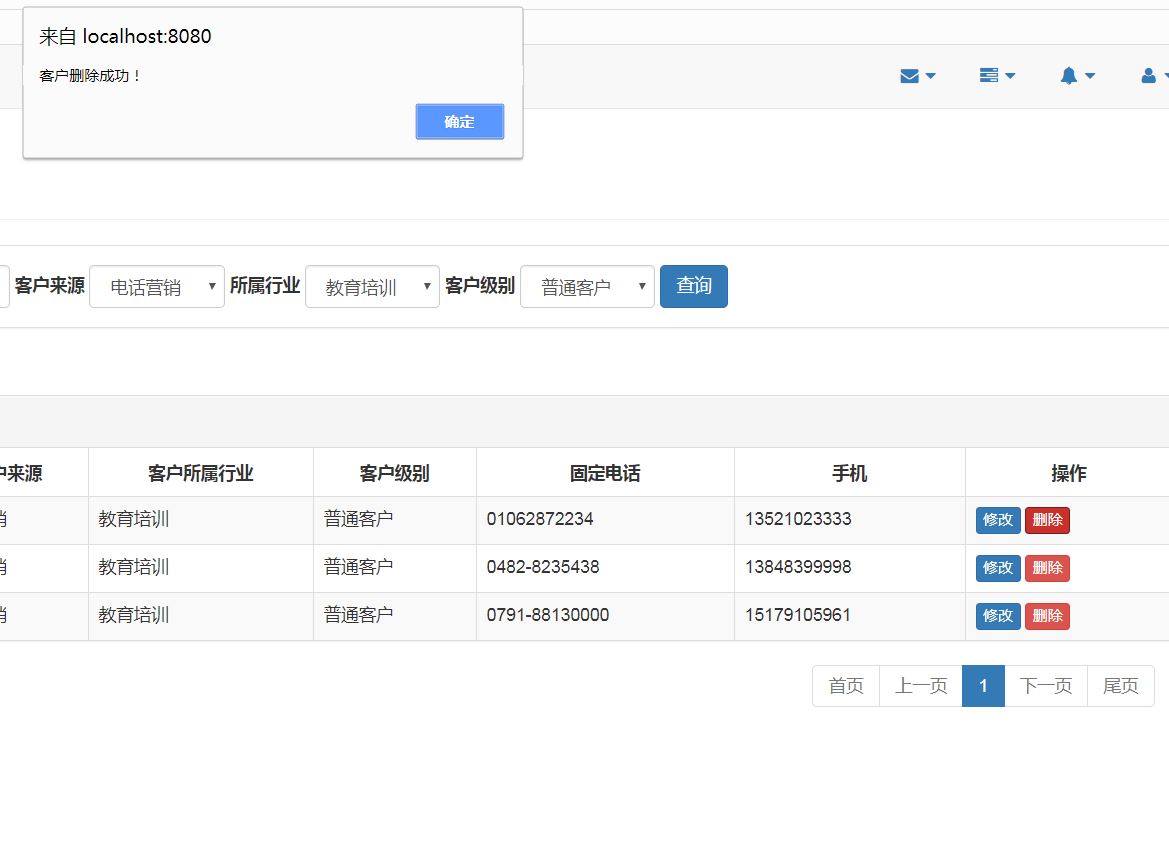 来自 localhost:8080
客户删除成功！
确定
客户来源 电话营销 所属行业 教育培训 客户级别 普通客户 查询
户来源 客户所属行业 客户级别 固定电话 手机 操作
销 教育培训 普通客户 01062872234 13521023333 修改 删除
销 教育培训 普通客户 0482-8235438 13848399998 修改 删除
销 教育培训 普通客户 0791-88130000 15179105961 修改 删除
首页 上一页 1 下一页 尾页